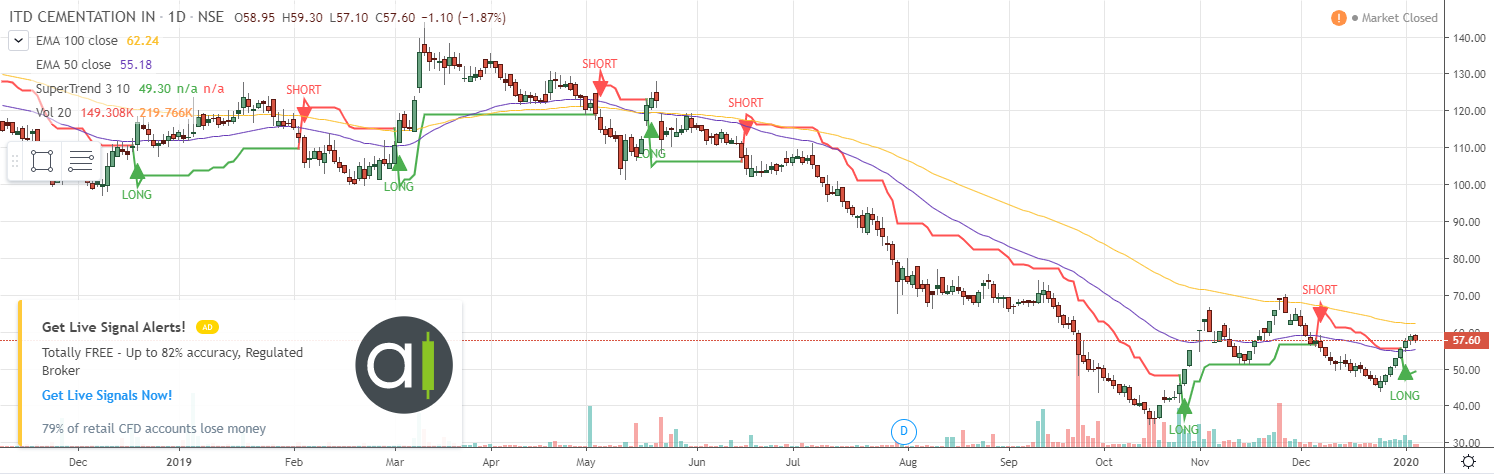 ITD CEMENTATION IN · 1D · NSE O58.95 H59.30 L57.10 C57.60 −1.10 (−1.87%)
! Market Closed
EMA 100 close 62.24
EMA 50 close 55.18
SuperTrend 3 10 49.30 n/a n/a
Vol 20 149.308K 219.766K
SHORT
SHORT
SHORT
SHORT
LONG
LONG
LONG
LONG
LONG
140.00
130.00
120.00
110.00
100.00
90.00
80.00
70.00
60.00
57.60
50.00
40.00
30.00
Get Live Signal Alerts! AD
Totally FREE - Up to 82% accuracy, Regulated
Broker
Get Live Signals Now!
79% of retail CFD accounts lose money
a
D
Dec 2019 Feb Mar Apr May Jun Jul Aug Sep Oct Nov Dec 2020